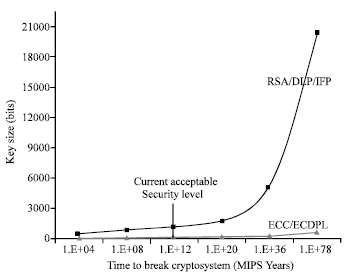 21000
18000
15000
12000
9000
6000
3000
0
Key size (bits)
RSA/DLP/IFP
Current acceptable
Security level
ECC/ECDPL
1.E+04 1.E+08 1.E+12 1.E+20 1.E+36 1.E+78
Time to break cryptosystem (MIPS Years)